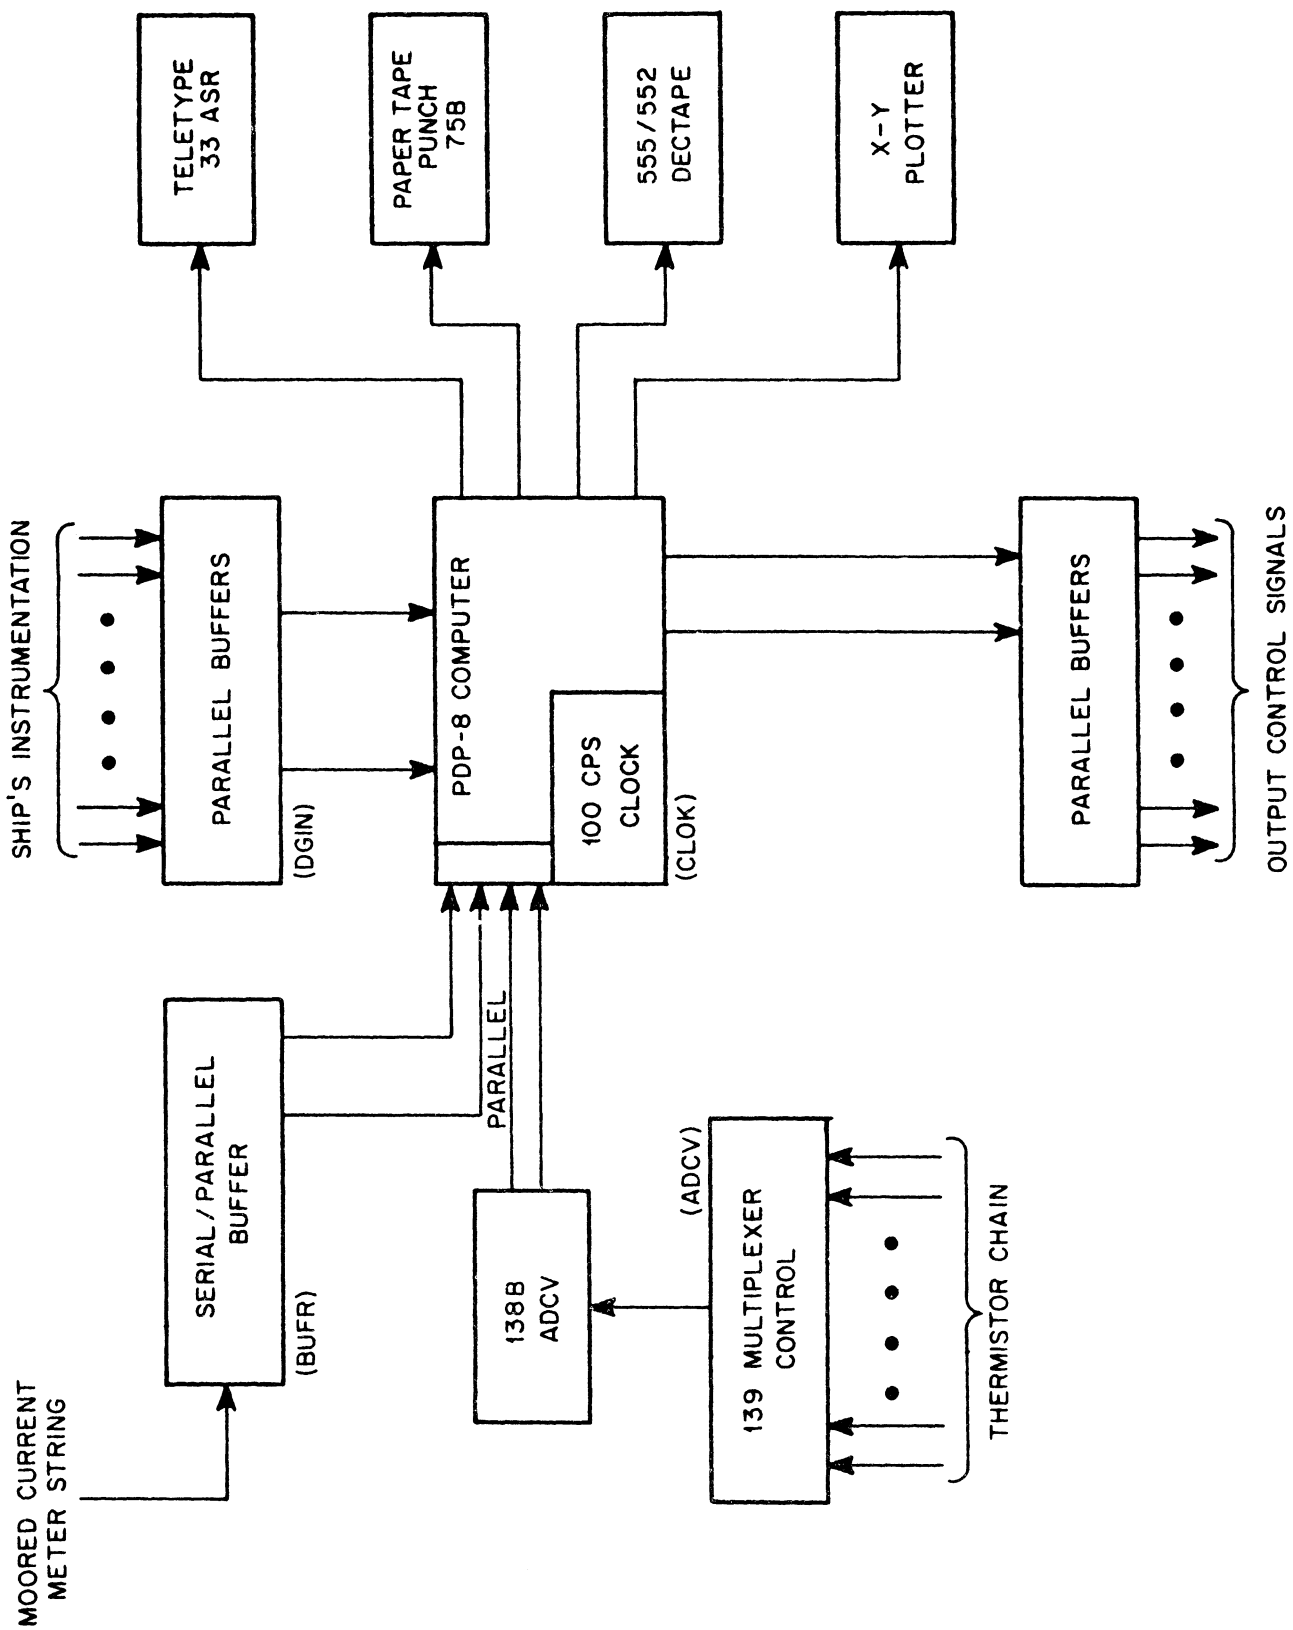 MOORED CURRENT
METER STRING
SERIAL/PARALLEL
BUFFER
(BUFR)
SHIP'S INSTRUMENTATION
PARALLEL BUFFERS
(DGIN)
TELETYPE
33 ASR
PAPER TAPE
PUNCH
75B
555/552
DECTAPE
X-Y
PLOTTER
PDP-8 COMPUTER
100 CPS
CLOCK
(CLOK)
PARALLEL
138B
ADCV
(ADCV)
139 MULTIPLEXER
CONTROL
THERMISTOR CHAIN
PARALLEL BUFFERS
OUTPUT CONTROL SIGNALS